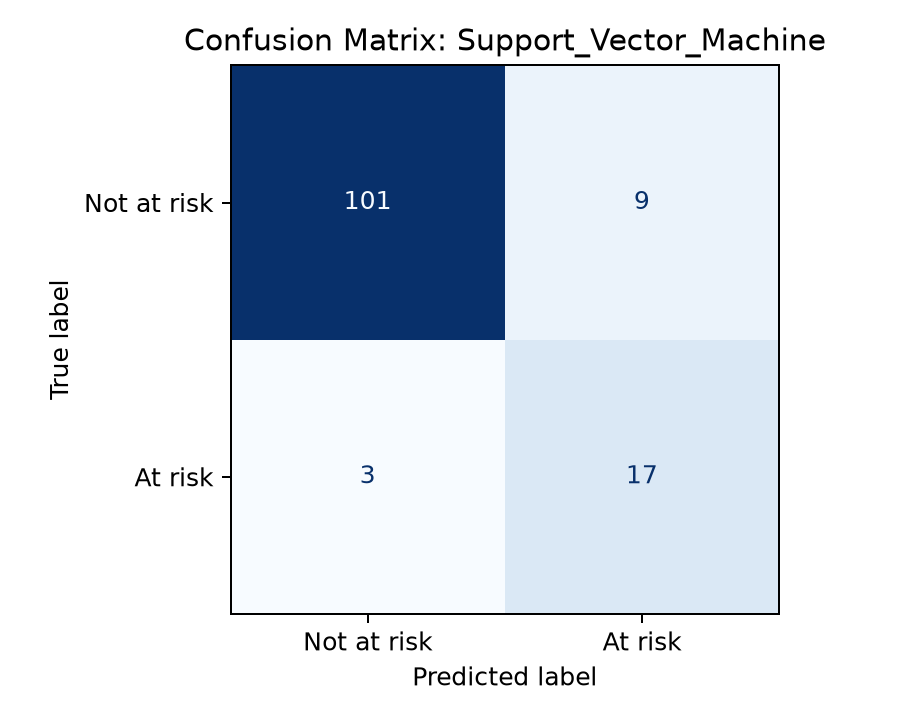 Confusion Matrix: Support_Vector_Machine
True label
Not at risk
101
9
At risk
3
17
Not at risk
At risk
Predicted label